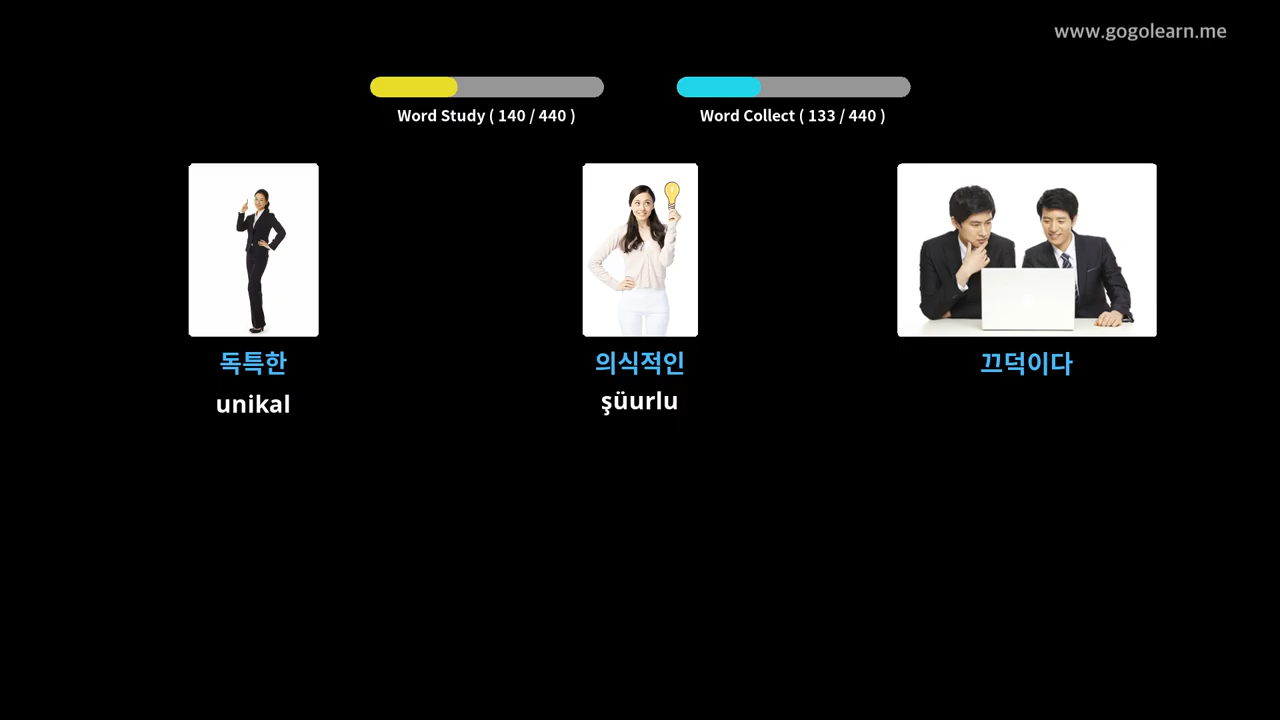 www.gogolearn.me
Word Study ( 140 / 440 )
Word Collect ( 133 / 440 )
독특한
의식적인
끄덕이다
unikal
şüurlu